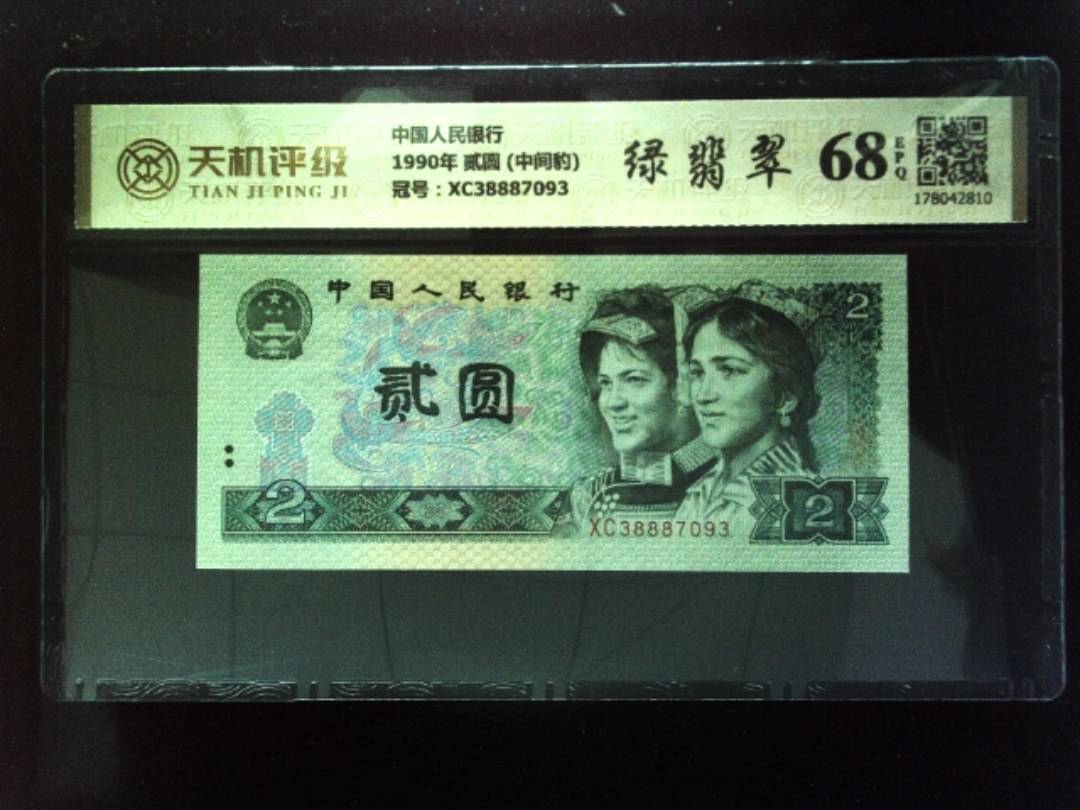 天机评级
TIAN JI PING JI
中国人民银行
1990年 贰圆 (中间豹)
冠号：XC38887093
绿翡翠
68
EPQ
178042810
中国人民银行
贰圆
2
2
XC38887093
2